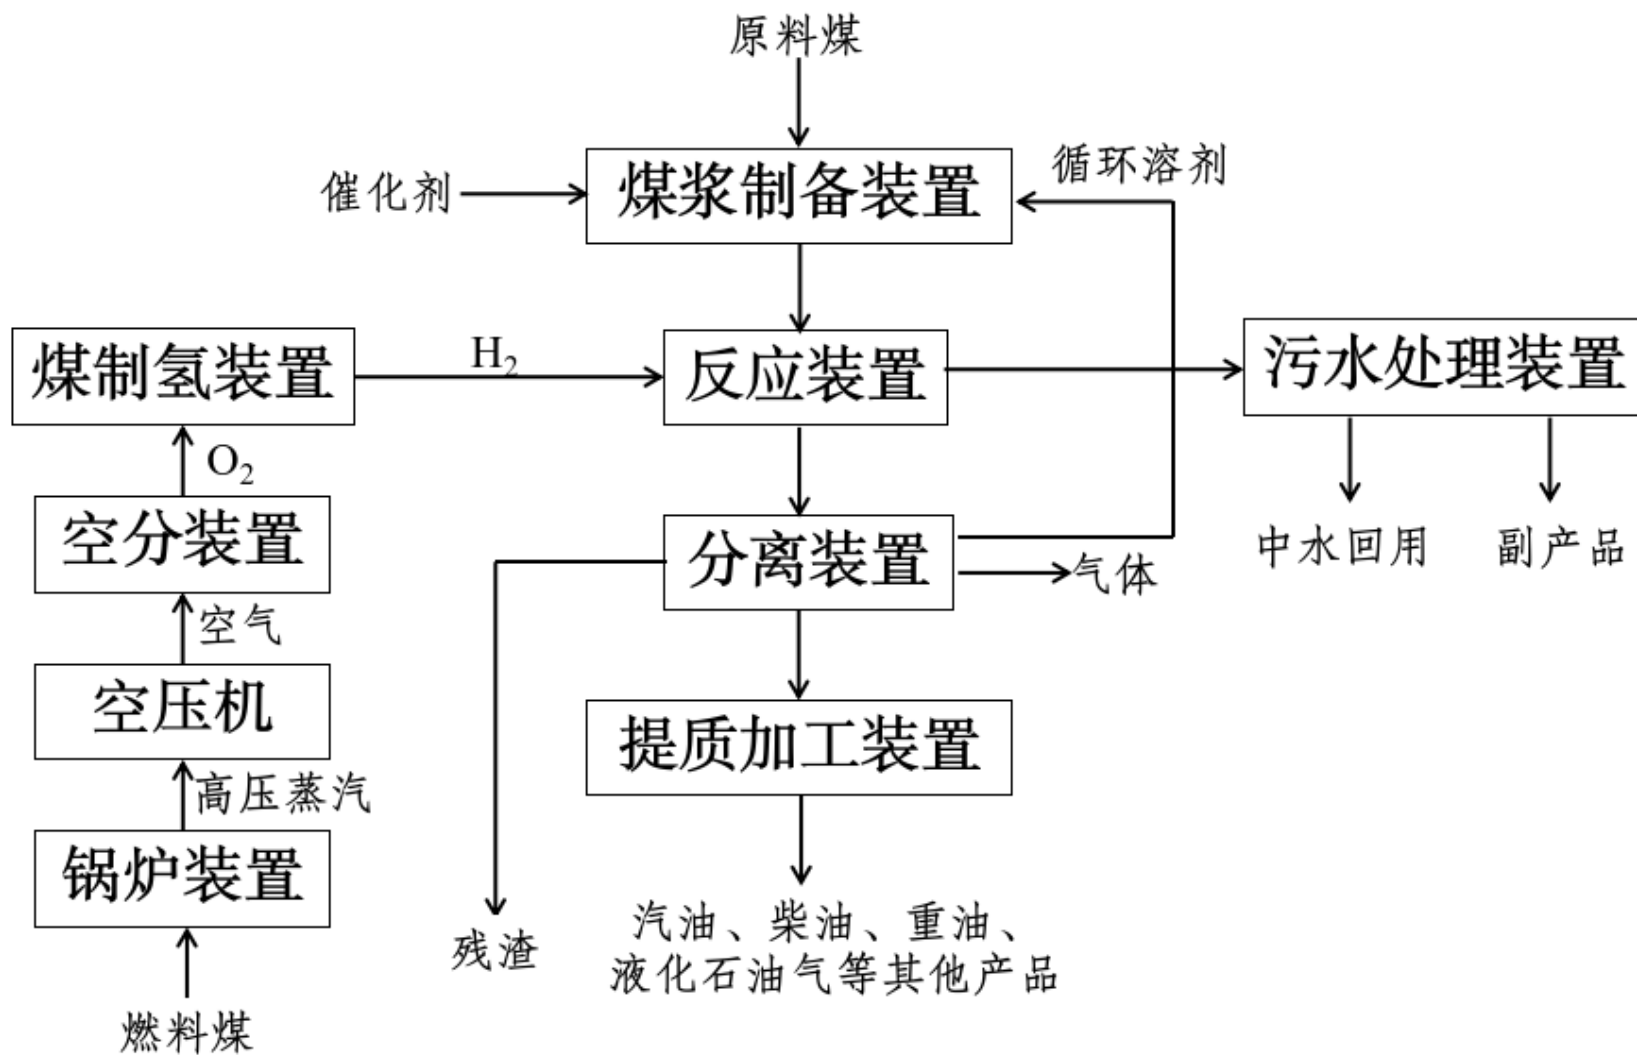 原料煤
催化剂
煤浆制备装置
循环溶剂
煤制氢装置
H₂
反应装置
污水处理装置
O₂
空分装置
分离装置
气体
中水回用
副产品
空气
空压机
提质加工装置
高压蒸汽
锅炉装置
残渣
汽油、柴油、重油、
液化石油气等其他产品
燃料煤